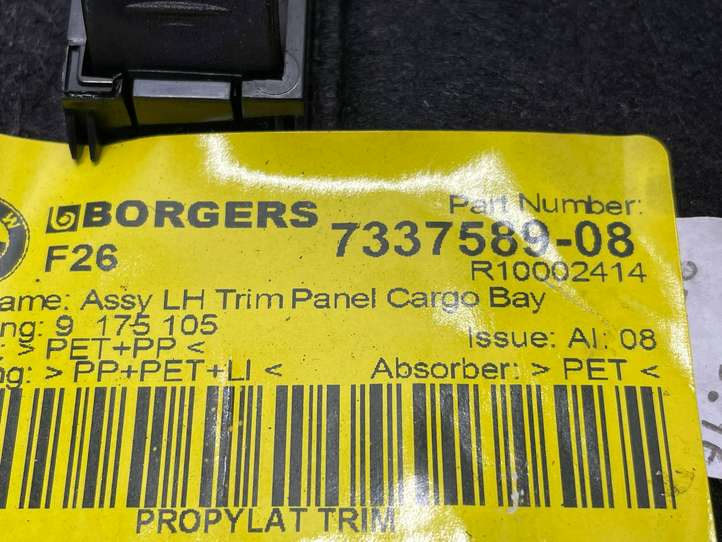 BORGERS
Part Number:
F26
7337589-08
R10002414
ame: Assy LH Trim Panel Cargo Bay
ng: 9 175 105
Issue: AI: 08
: > PET+PP <
ng: > PP+PET+LI <
Absorber: > PET <
PROPYLAT TRIM